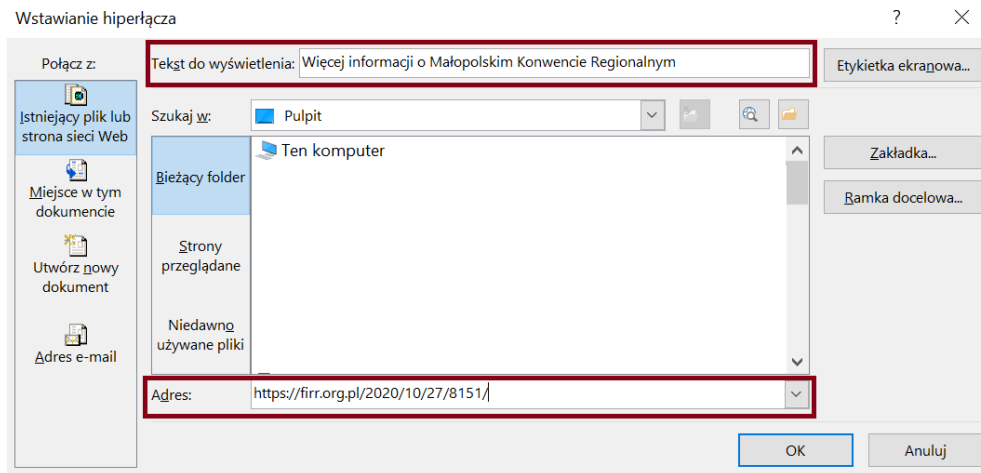 Wstawianie hiperłącza
?
Połącz z:
Istniejący plik lub
strona sieci Web
Miejsce w tym
dokumencie
Utwórz nowy
dokument
Adres e-mail
Tekst do wyświetlenia: Więcej informacji o Małopolskim Konwencie Regionalnym
Szukaj w: Pulpit
Bieżący folder
Strony
przeglądane
Niedawno
używane pliki
Ten komputer
Adres: https://firr.org.pl/2020/10/27/8151/
Etykietka ekranowa...
Zakładka...
Ramka docelowa...
OK
Anuluj